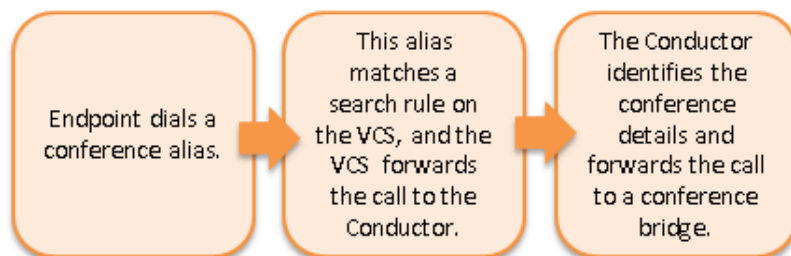 Endpoint dials a
conference alias.
This alias
matches a
search rule on
the VCS, and the
VCS forwards
the call to the
Conductor.
The Conductor
identifies the
conference
details and
forwards the call
to a conference
bridge.